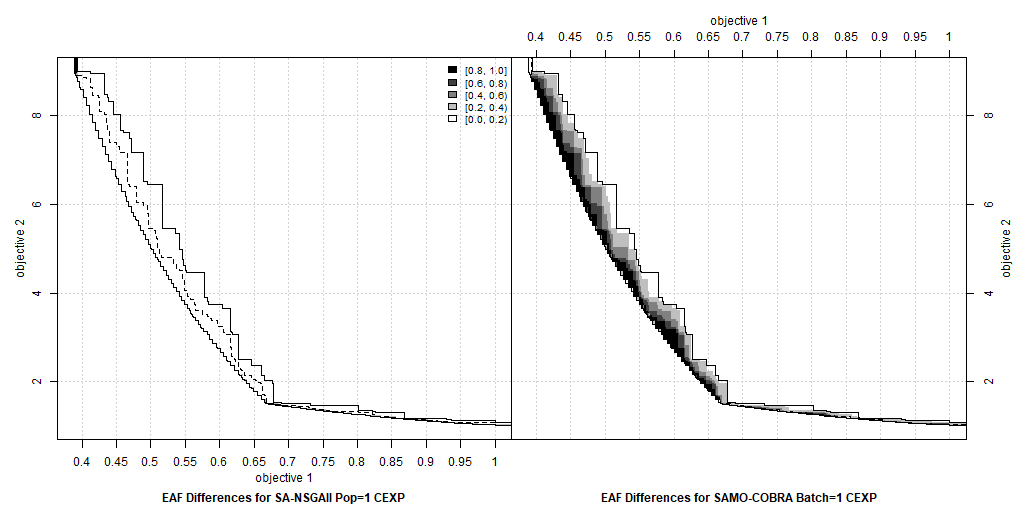 objective 1
0.4 0.45 0.5 0.55 0.6 0.65 0.7 0.75 0.8 0.85 0.9 0.95 1
[0.8, 1.0]
[0.6, 0.8)
[0.4, 0.6)
[0.2, 0.4)
[0.0, 0.2)
8
6
4
2
objective 2
8
6
4
2
objective 2
0.4 0.45 0.5 0.55 0.6 0.65 0.7 0.75 0.8 0.85 0.9 0.95 1
objective 1
EAF Differences for SA-NSGAII Pop=1 CEXP
EAF Differences for SAMO-COBRA Batch=1 CEXP